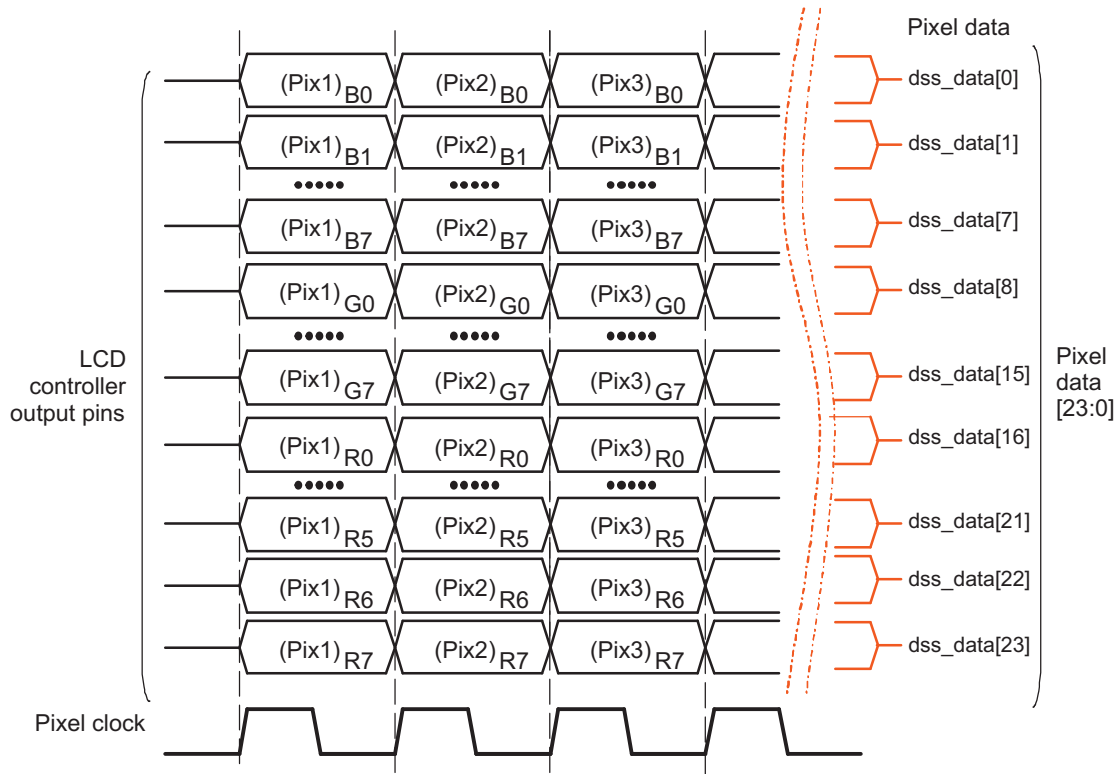 Pixel data
(Pix1)B0 (Pix2)B0 (Pix3)B0 dss_data[0]
(Pix1)B1 (Pix2)B1 (Pix3)B1 dss_data[1]
(Pix1)B7 (Pix2)B7 (Pix3)B7 dss_data[7]
(Pix1)G0 (Pix2)G0 (Pix3)G0 dss_data[8]
LCD
controller
output pins
(Pix1)G7 (Pix2)G7 (Pix3)G7 dss_data[15]
Pixel
data
[23:0]
(Pix1)R0 (Pix2)R0 (Pix3)R0 dss_data[16]
(Pix1)R5 (Pix2)R5 (Pix3)R5 dss_data[21]
(Pix1)R6 (Pix2)R6 (Pix3)R6 dss_data[22]
(Pix1)R7 (Pix2)R7 (Pix3)R7 dss_data[23]
Pixel clock